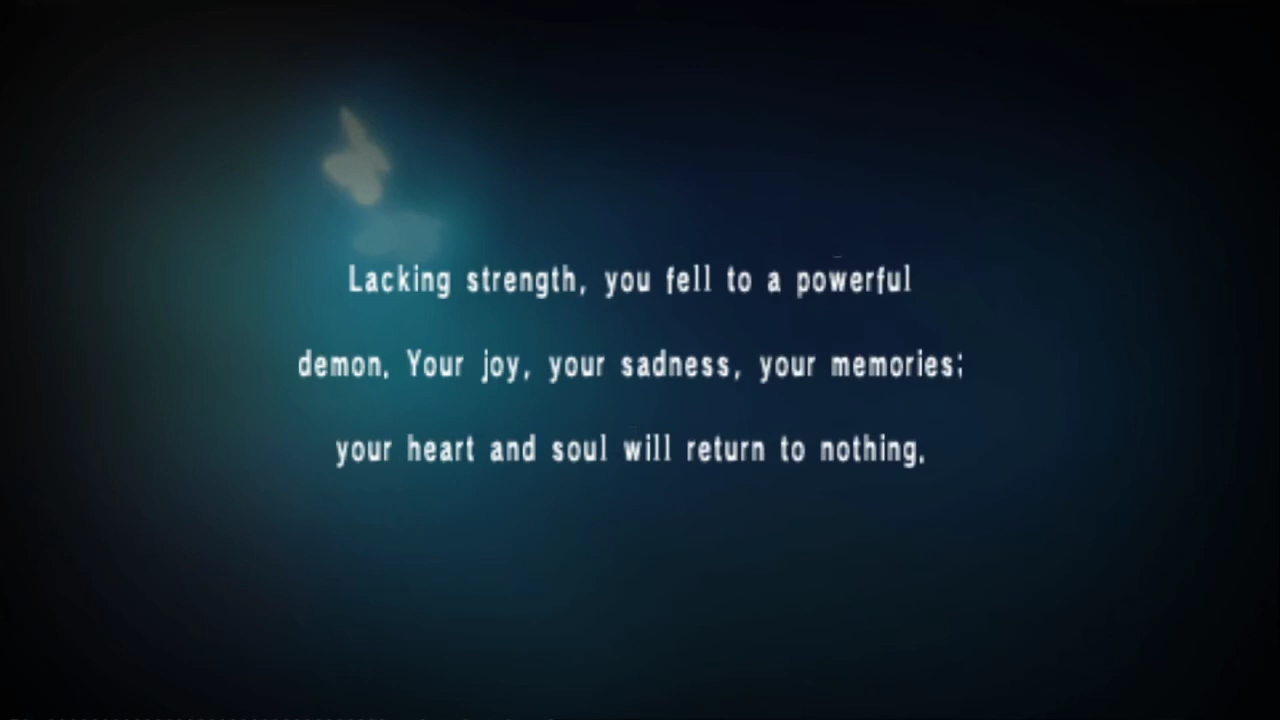 Lacking strength, you fell to a powerful
demon. Your joy, your sadness, your memories;
your heart and soul will return to nothing.